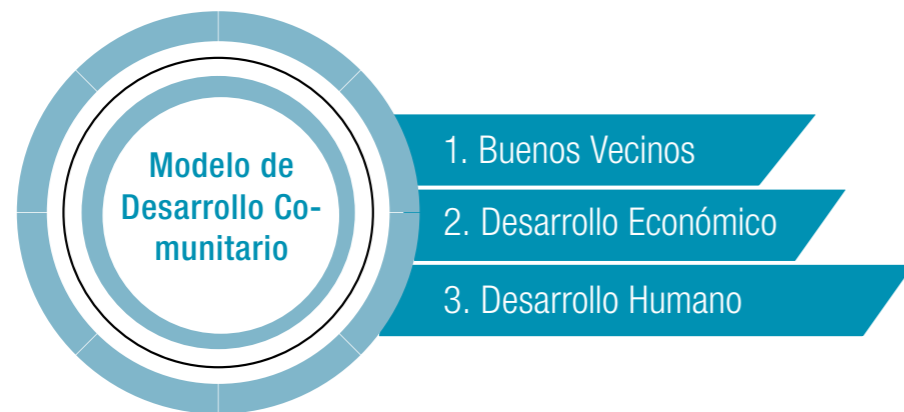 Modelo de
Desarrollo Co-
munitario
1. Buenos Vecinos
2. Desarrollo Económico
3. Desarrollo Humano